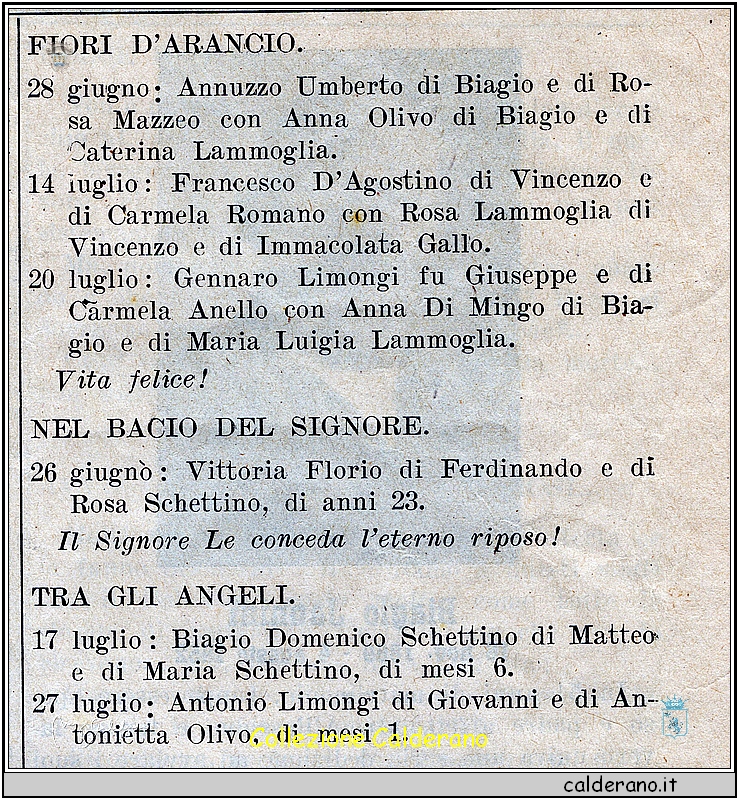 FIORI D'ARANCIO.
28 giugno: Annuzzo Umberto di Biagio e di Ro-
sa Mazzeo con Anna Olivo di Biagio e di
Caterina Lammoglia.
14 luglio: Francesco D'Agostino di Vincenzo e
di Carmela Romano con Rosa Lammoglia di
Vincenzo e di Immacolata Gallo.
20 luglio: Gennaro Limongi fu Giuseppe e di
Carmela Anello con Anna Di Mingo di Bia-
gio e di Maria Luigia Lammoglia.
Vita felice!
NEL BACIO DEL SIGNORE.
26 giugno: Vittoria Florio di Ferdinando e di
Rosa Schettino, di anni 23.
Il Signore Le conceda l'eterno riposo!
TRA GLI ANGELI.
17 luglio: Biagio Domenico Schettino di Matteo
e di Maria Schettino, di mesi 6.
27 luglio: Antonio Limongi di Giovanni e di An-
tonietta Olivo, di mesi 1.
Collezione Calderano
calderano.it